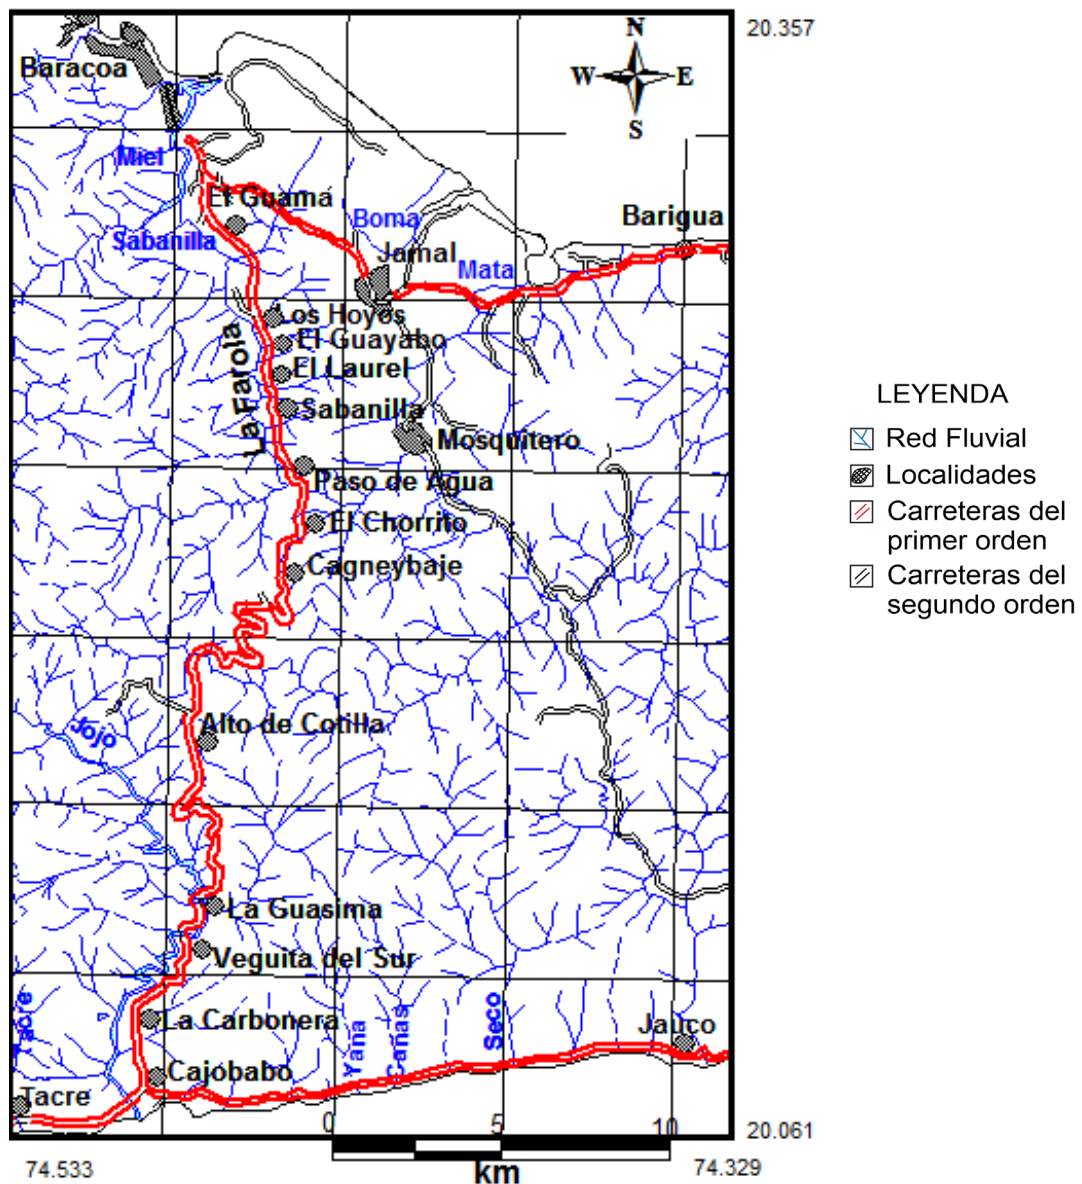 20.357
N
W E
S
Baracoa
Miel
El Guamá
Boma
Barigua
Sabanilla
Jamal
Mata
Los Hoyos
El Guayabo
La Farola
El Laurel
Sabanilla
Mosquitero
Paso de Agua
El Chorrito
Cagneybaje
Alto de Cotilla
Jojo
La Guasima
Veguita del Sur
Tacre
La Carbonera
Yana
Cañas
Seco
Jauco
Cajobabo
Tacre
0 5 10
km
20.061
74.533
74.329
LEYENDA
Red Fluvial
Localidades
Carreteras del
primer orden
Carreteras del
segundo orden